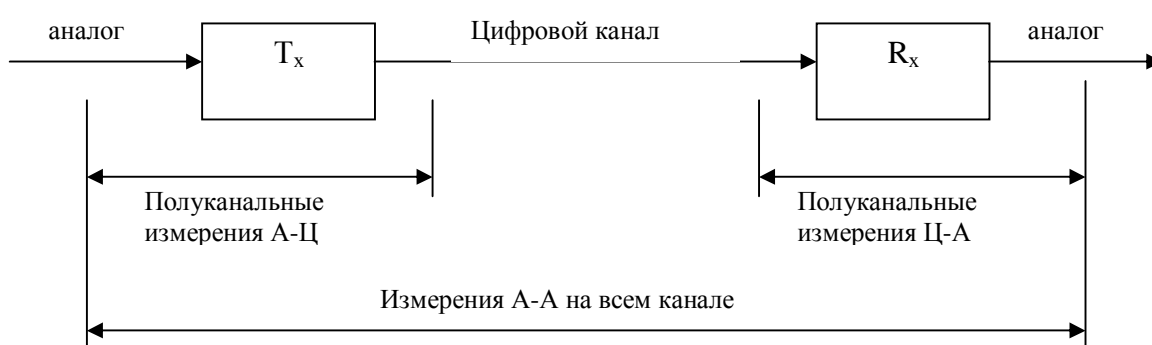 аналог
Цифровой канал
аналог
Tx
Rx
Полуканальные
измерения А-Ц
Полуканальные
измерения Ц-А
Измерения А-А на всем канале